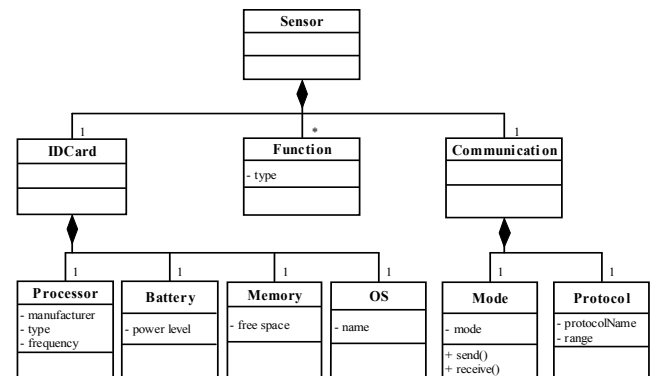 Sensor
1
*
1
IDCard
Function
Communication
- type
1
1
1
1
1
1
Processor
Battery
Memory
OS
Mode
Protocol
- manufacturer
- type
- frequency
- power level
- free space
- name
- mode
- protocolName
- range
+ send()
+ receive()